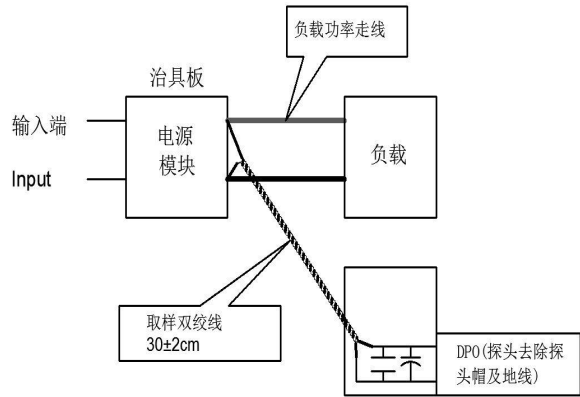 负载功率走线
治具板
输入端
电源
模块
负载
Input
取样双绞线
30±2cm
DPO(探头去除探
头帽及地线)